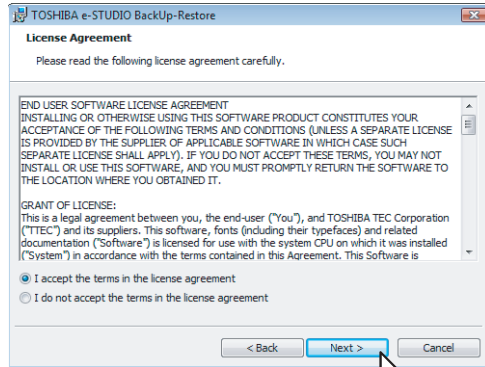 TOSHIBA e-STUDIO BackUp-Restore
License Agreement
Please read the following license agreement carefully.
END USER SOFTWARE LICENSE AGREEMENT
INSTALLING OR OTHERWISE USING THIS SOFTWARE PRODUCT CONSTITUTES YOUR
ACCEPTANCE OF THE FOLLOWING TERMS AND CONDITIONS (UNLESS A SEPARATE LICENSE
IS PROVIDED BY THE SUPPLIER OF APPLICABLE SOFTWARE IN WHICH CASE SUCH
SEPARATE LICENSE SHALL APPLY). IF YOU DO NOT ACCEPT THESE TERMS, YOU MAY NOT
INSTALL OR USE THIS SOFTWARE, AND YOU MUST PROMPTLY RETURN THE SOFTWARE TO
THE LOCATION WHERE YOU OBTAINED IT.
GRANT OF LICENSE:
This is a legal agreement between you, the end-user ("You"), and TOSHIBA TEC Corporation
("TTEC") and its suppliers. This software, fonts (including their typefaces) and related
documentation ("Software") is licensed for use with the system CPU on which it was installed
("System") in accordance with the terms contained in this Agreement. This Software is
I accept the terms in the license agreement
I do not accept the terms in the license agreement
< Back Next > Cancel